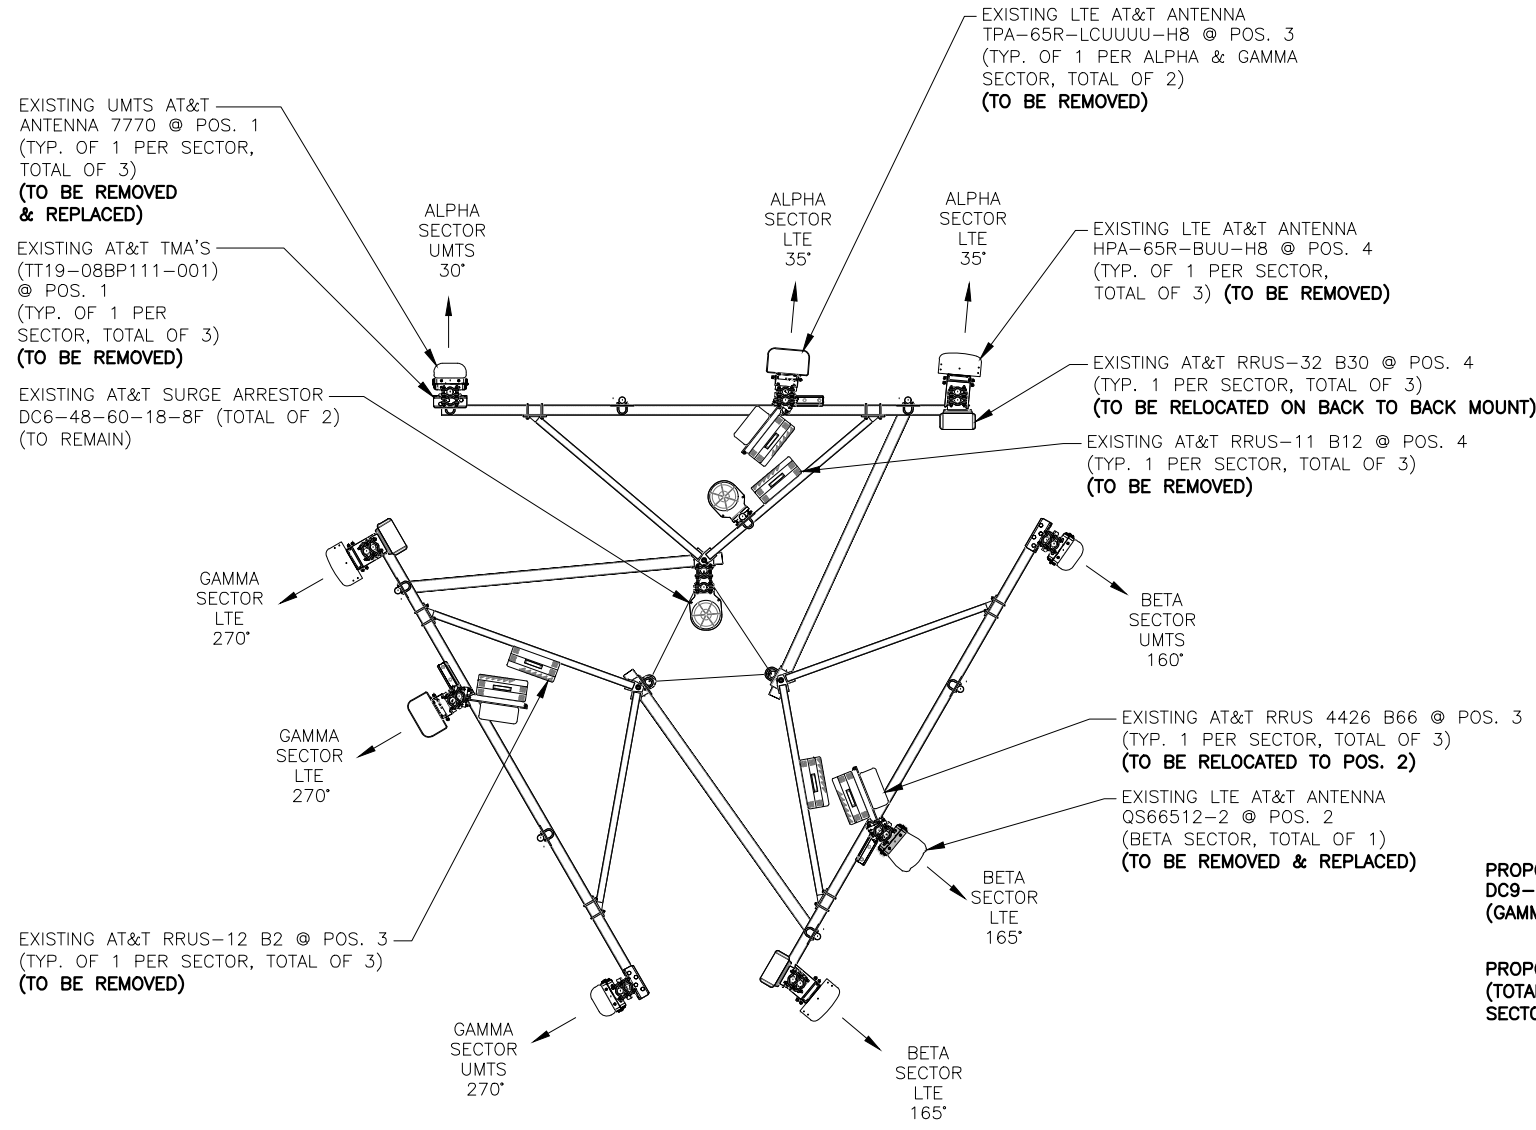 EXISTING LTE AT&T ANTENNA
TPA-65R-LCUUUU-H8 @ POS. 3
(TYP. OF 1 PER ALPHA & GAMMA
SECTOR, TOTAL OF 2)
(TO BE REMOVED)
EXISTING UMTS AT&T
ANTENNA 7770 @ POS. 1
(TYP. OF 1 PER SECTOR,
TOTAL OF 3)
(TO BE REMOVED
& REPLACED)
EXISTING AT&T TMA'S
(TT19-08BP111-001)
@ POS. 1
(TYP. OF 1 PER
SECTOR, TOTAL OF 3)
(TO BE REMOVED)
EXISTING AT&T SURGE ARRESTOR
DC6-48-60-18-8F (TOTAL OF 2)
(TO REMAIN)
ALPHA
SECTOR
UMTS
30°
ALPHA
SECTOR
LTE
35°
ALPHA
SECTOR
LTE
35°
EXISTING LTE AT&T ANTENNA
HPA-65R-BUU-H8 @ POS. 4
(TYP. OF 1 PER SECTOR,
TOTAL OF 3) (TO BE REMOVED)
EXISTING AT&T RRUS-32 B30 @ POS. 4
(TYP. 1 PER SECTOR, TOTAL OF 3)
(TO BE RELOCATED ON BACK TO BACK MOUNT)
EXISTING AT&T RRUS-11 B12 @ POS. 4
(TYP. 1 PER SECTOR, TOTAL OF 3)
(TO BE REMOVED)
GAMMA
SECTOR
LTE
270°
BETA
SECTOR
UMTS
160°
GAMMA
SECTOR
LTE
270°
EXISTING AT&T RRUS 4426 B66 @ POS. 3
(TYP. 1 PER SECTOR, TOTAL OF 3)
(TO BE RELOCATED TO POS. 2)
EXISTING LTE AT&T ANTENNA
QS66512-2 @ POS. 2
(BETA SECTOR, TOTAL OF 1)
(TO BE REMOVED & REPLACED)
BETA
SECTOR
LTE
165°
EXISTING AT&T RRUS-12 B2 @ POS. 3
(TYP. OF 1 PER SECTOR, TOTAL OF 3)
(TO BE REMOVED)
GAMMA
SECTOR
UMTS
270°
BETA
SECTOR
LTE
165°
DC9-